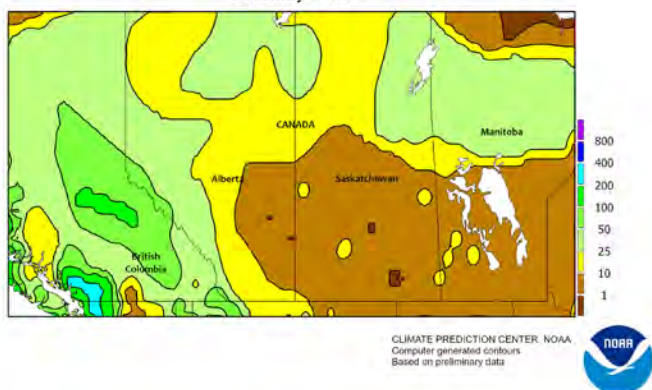 CANADA
Manitoba
Alberta
Saskatchewan
British
Columbia
800
400
200
100
50
25
10
1
CLIMATE PREDICTION CENTER, NOAA
Computer generated contours
Based on preliminary data
NOAA